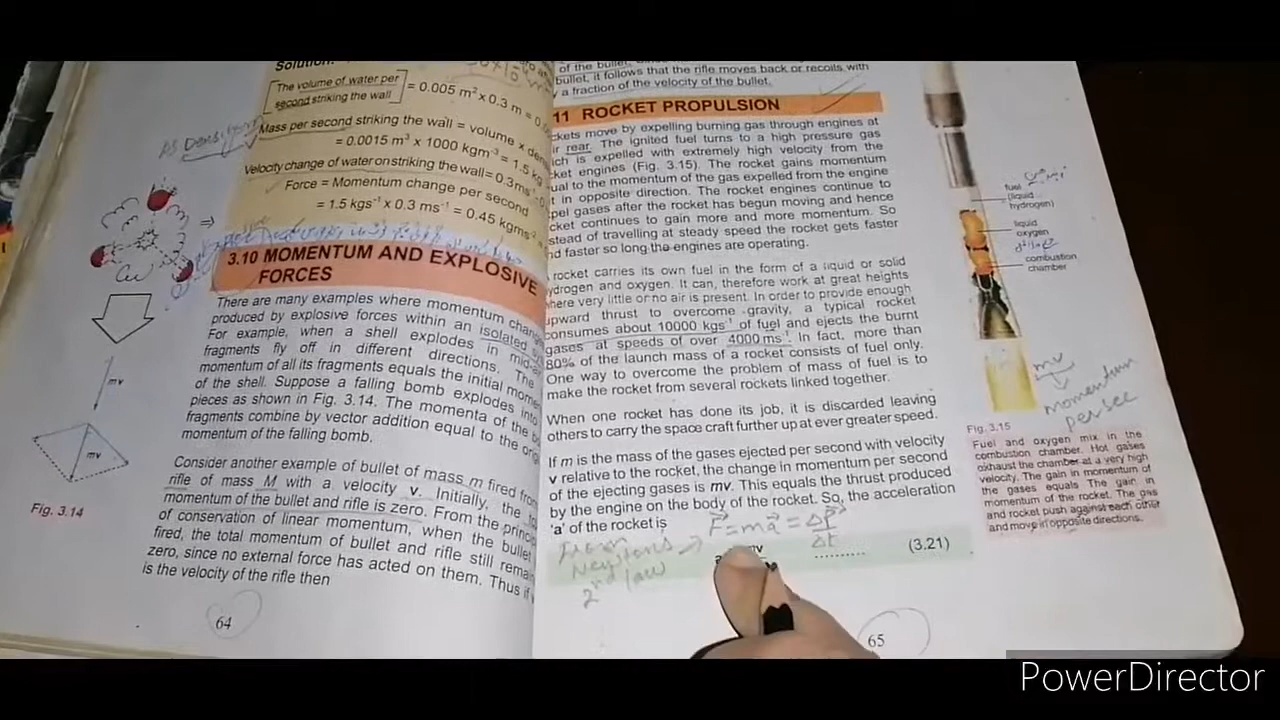 Solution:
The volume of water per
second striking the wall
= 0.005 m² x 0.3 m = 0.
Mass per second striking the wall = volume x den
= 0.0015 m³ x 1000 kgm⁻³ = 1.5 kg
Velocity change of water on striking the wall = 0.3 ms⁻¹
Force = Momentum change per second
= 1.5 kgs⁻¹ x 0.3 ms⁻¹ = 0.45 kgms⁻²
3.10 MOMENTUM AND EXPLOSIVE
FORCES
There are many examples where momentum chang
produced by explosive forces within an isolated sy
For example, when a shell explodes in mid-a
fragments fly off in different directions. The
momentum of all its fragments equals the initial momen
of the shell. Suppose a falling bomb explodes into
pieces as shown in Fig. 3.14. The momenta of the bo
fragments combine by vector addition equal to the orig
momentum of the falling bomb.
Consider another example of bullet of mass m fired from
rifle of mass M with a velocity v. Initially, the to
momentum of the bullet and rifle is zero. From the princip
of conservation of linear momentum, when the bullet
fired, the total momentum of bullet and rifle still remai
zero, since no external force has acted on them. Thus if v
is the velocity of the rifle then
mv
mv
Fig. 3.14
64
of the bullet.
bullet, it follows that the rifle moves back or recoils with
a fraction of the velocity of the bullet.
11 ROCKET PROPULSION
ckets move by expelling burning gas through engines at
ir rear. The ignited fuel turns to a high pressure gas
ich is expelled with extremely high velocity from the
cket engines (Fig. 3.15). The rocket gains momentum
ual to the momentum of the gas expelled from the engine
t in opposite direction. The rocket engines continue to
pel gases after the rocket has begun moving and hence
cket continues to gain more and more momentum. So
stead of travelling at steady speed the rocket gets faster
nd faster so long the engines are operating.
rocket carries its own fuel in the form of a liquid or solid
ydrogen and oxygen. It can, therefore work at great heights
here very little or no air is present. In order to provide enough
upward thrust to overcome gravity, a typical rocket
consumes about 10000 kgs⁻¹ of fuel and ejects the burnt
gases at speeds of over 4000 ms⁻¹. In fact, more than
80% of the launch mass of a rocket consists of fuel only.
One way to overcome the problem of mass of fuel is to
make the rocket from several rockets linked together.
When one rocket has done its job, it is discarded leaving
others to carry the space craft further up at ever greater speed.
If m is the mass of the gases ejected per second with velocity
v relative to the rocket, the change in momentum per second
of the ejecting gases is mv. This equals the thrust produced
by the engine on the body of the rocket. So, the acceleration
'a' of the rocket is
F = ma = ΔP
Δt
From
Newtons
2nd law
mv
.......... (3.21)
65
fuel
(liquid
hydrogen)
liquid
oxygen
combustion
chamber
mv
momentum
per sec
Fig. 3.15
Fuel and oxygen mix in the
combustion chamber. Hot gases
exhaust the chamber at a very high
velocity. The gain in momentum of
the gases equals The gain in
momentum of the rocket. The gas
and rocket push against each other
and move in opposite directions.
PowerDirector